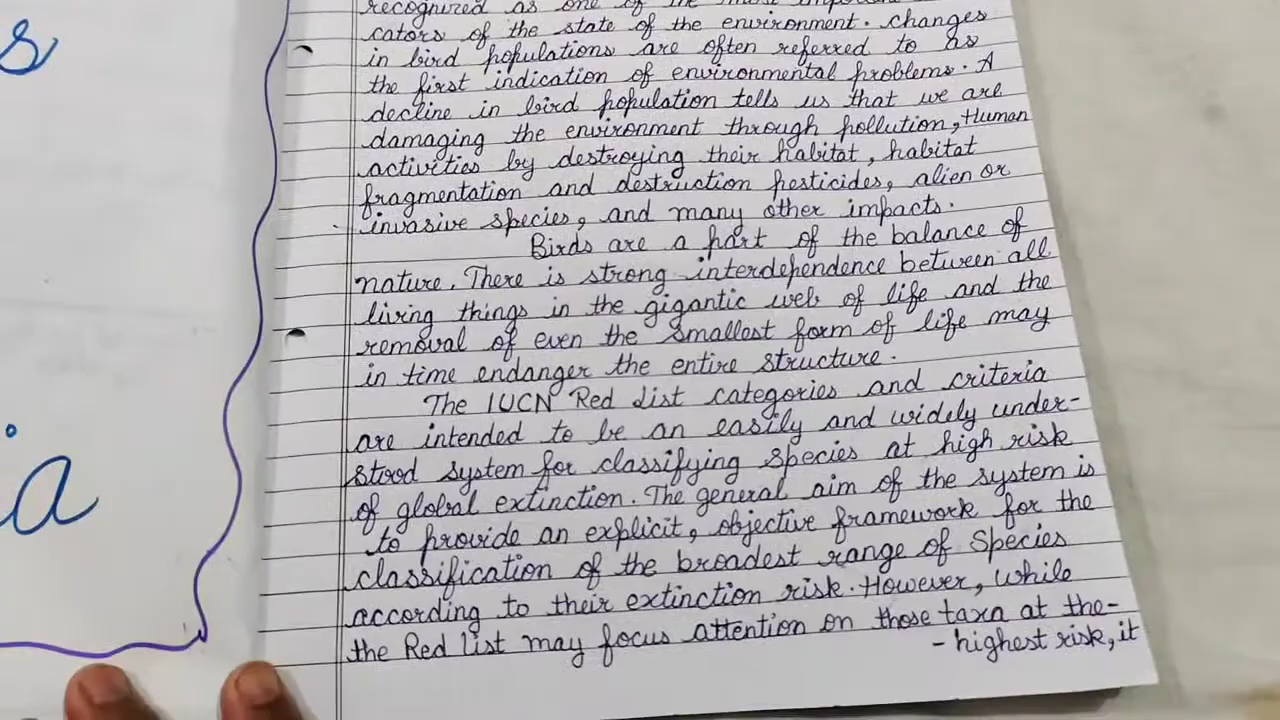 s
ia
recognized as one of the most important
cators of the state of the environment. changes
in bird populations are often referred to as
the first indication of environmental problems. A
decline in bird population tells us that we are
damaging the environment through pollution, Human
activities by destroying their habitat, habitat
fragmentation and destruction pesticides, alien or
invasive species, and many other impacts.
Birds are a part of the balance of
nature. There is strong interdependence between all
living things in the gigantic web of life and the
removal of even the smallest form of life may
in time endanger the entire structure.
The IUCN Red List categories and criteria
are intended to be an easily and widely under-
stood system for classifying species at high risk
of global extinction. The general aim of the system is
to provide an explicit, objective framework for the
classification of the broadest range of Species
according to their extinction risk. However, while
the Red list may focus attention on those taxa at the-
- highest risk, it